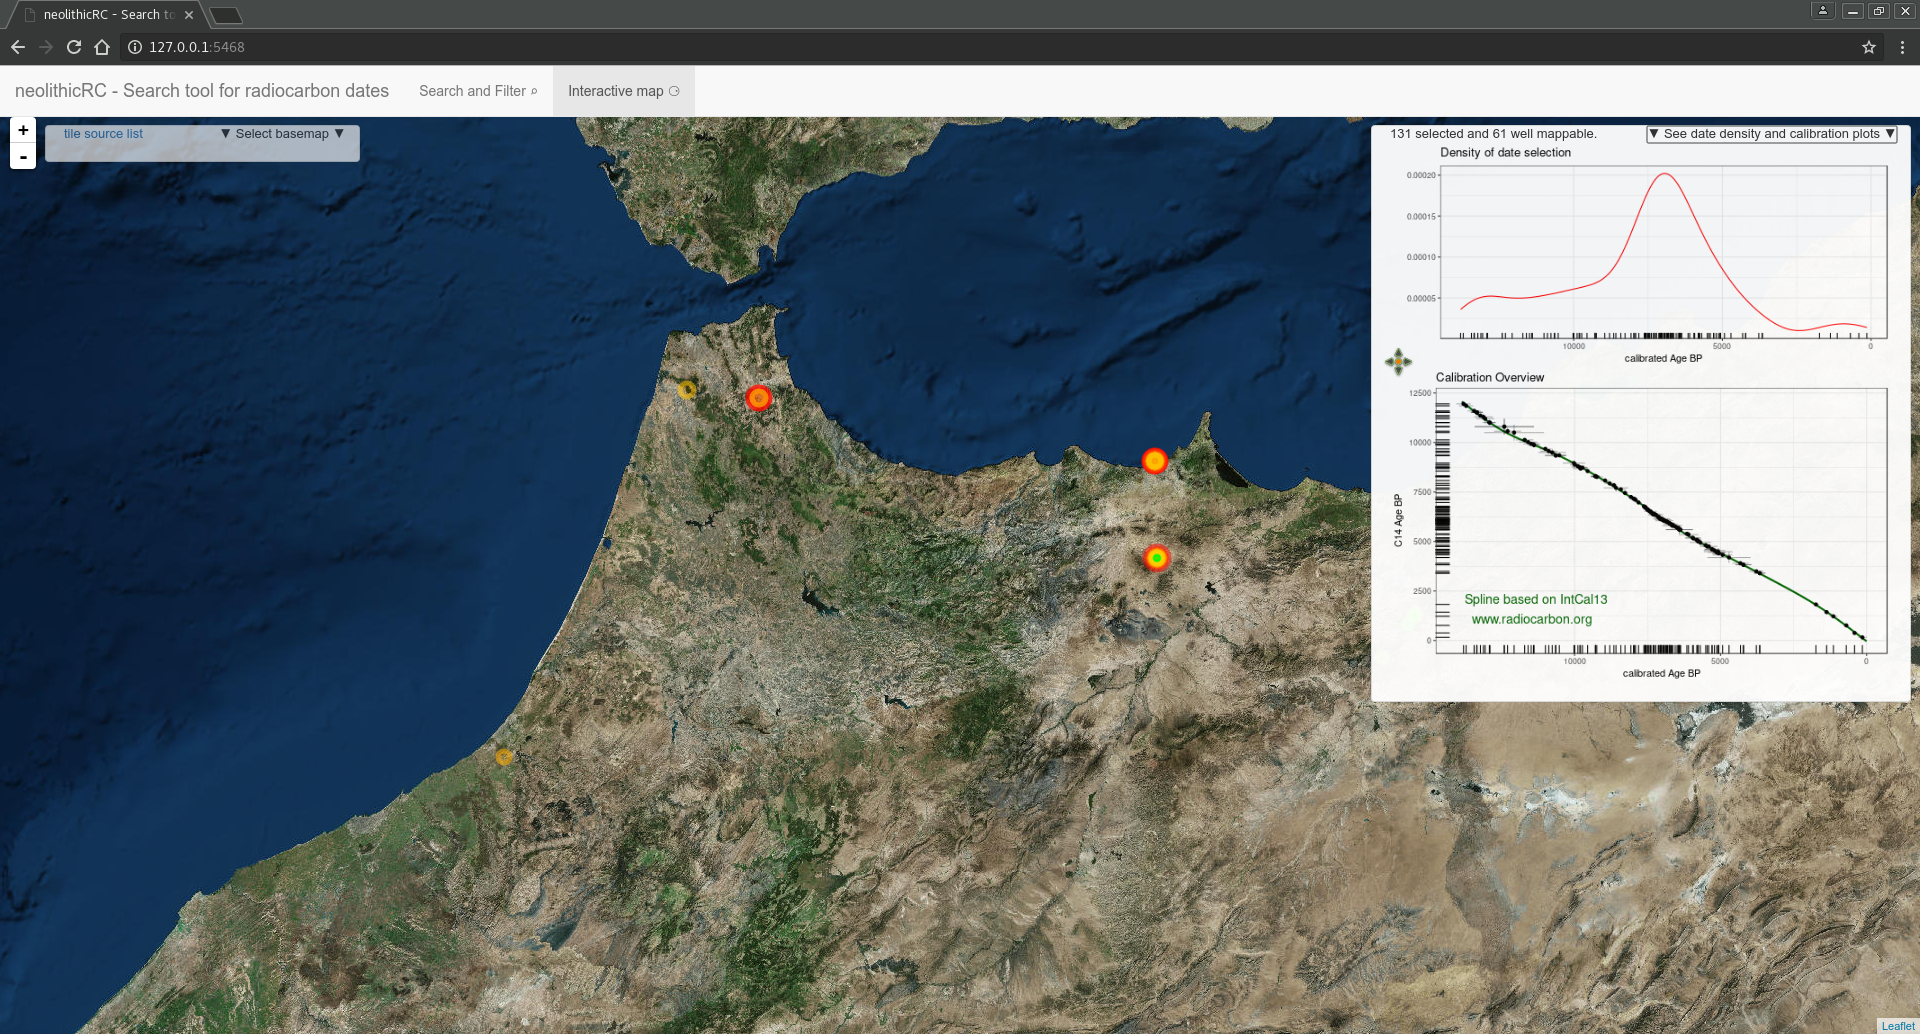 neolithicRC - Search to
127.0.0.1:5468
neolithicRC - Search tool for radiocarbon dates
Search and Filter
Interactive map
+
-
tile source list
▼ Select basemap ▼
131 selected and 61 well mappable.
▼ See date density and calibration plots ▼
Density of date selection
0.00020
0.00015
0.00010
0.00005
10000
5000
0
calibrated Age BP
Calibration Overview
12500
10000
7500
5000
2500
0
C14 Age BP
Spline based on IntCal13
www.radiocarbon.org
10000
5000
0
calibrated Age BP
Leaflet